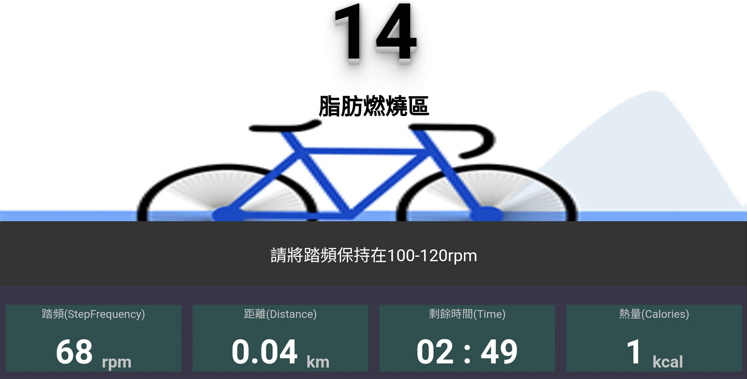 14
脂肪燃燒區
請將踏頻保持在100-120rpm
踏頻(StepFrequency)
68 rpm
距離(Distance)
0.04 km
剩餘時間(Time)
02 : 49
熱量(Calories)
1 kcal